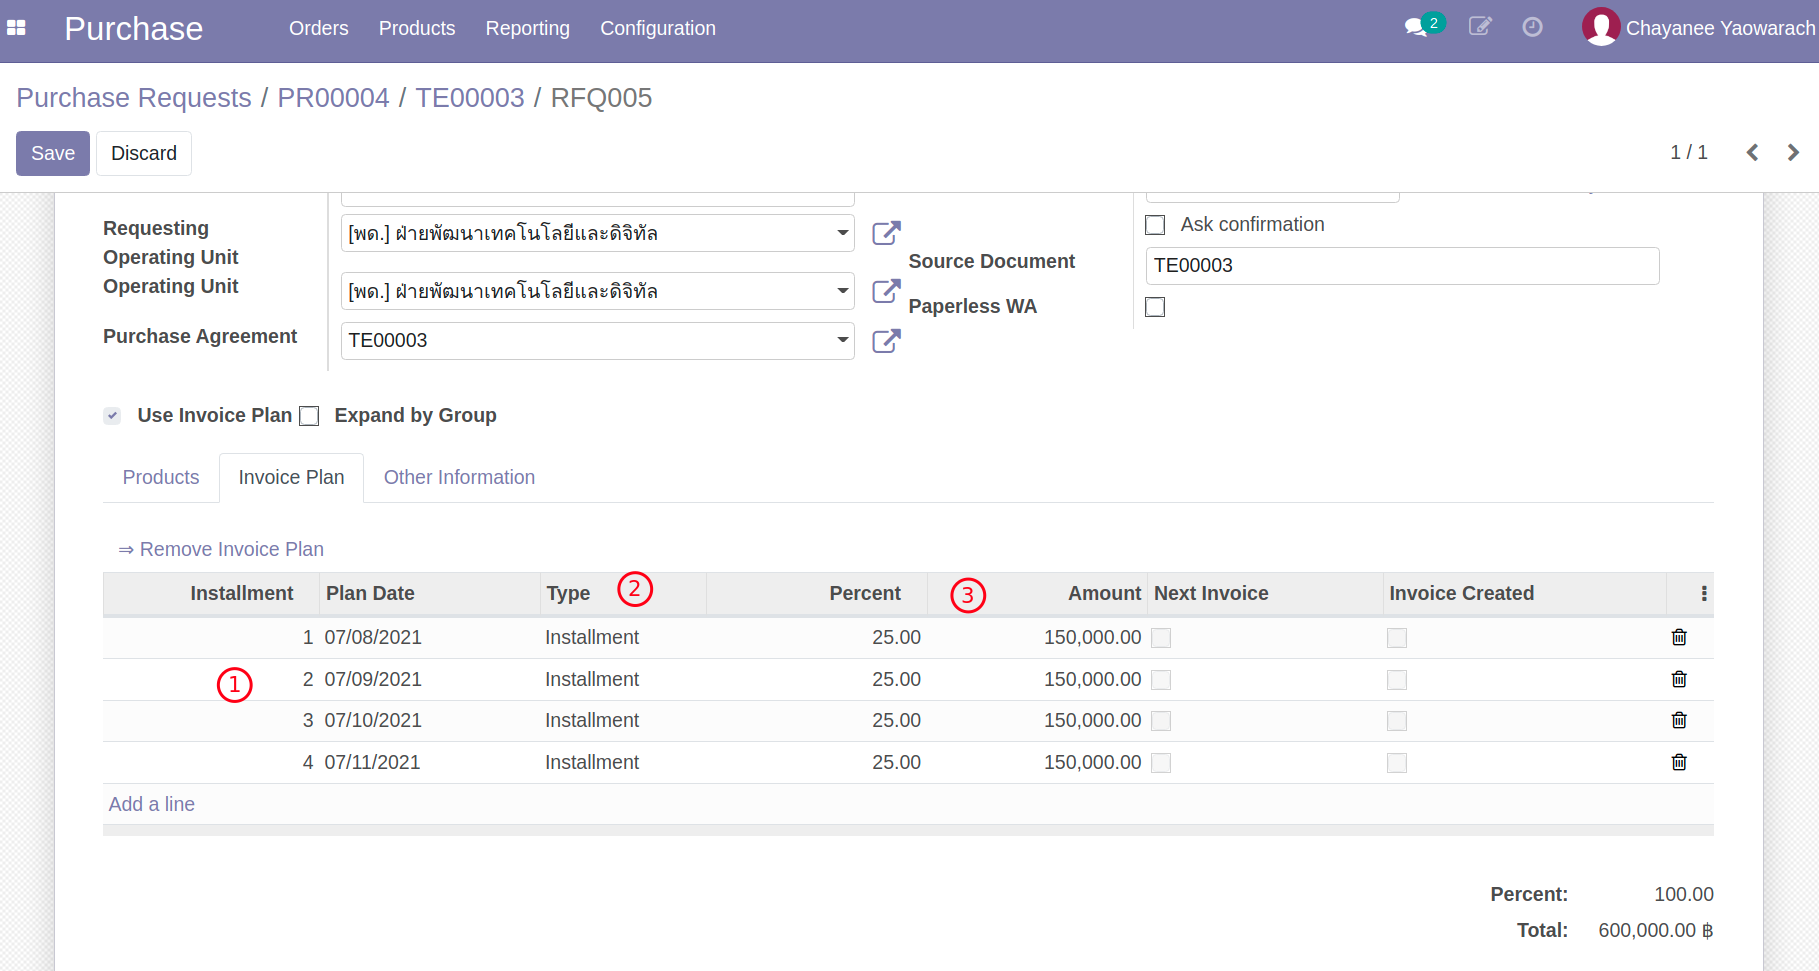 Purchase Orders Products Reporting Configuration 2 Chayanee Yaowarach
Purchase Requests / PR00004 / TE00003 / RFQ005
Save Discard 1 / 1
Requesting Operating Unit [พด.] ฝ่ายพัฒนาเทคโนโลยีและดิจิทัล
Operating Unit [พด.] ฝ่ายพัฒนาเทคโนโลยีและดิจิทัล
Purchase Agreement TE00003
Ask confirmation
Source Document TE00003
Paperless WA
Use Invoice Plan Expand by Group
Products Invoice Plan Other Information
⇒ Remove Invoice Plan
Installment Plan Date Type 2 Percent 3 Amount Next Invoice Invoice Created
1 07/08/2021 Installment 25.00 150,000.00
1 2 07/09/2021 Installment 25.00 150,000.00
3 07/10/2021 Installment 25.00 150,000.00
4 07/11/2021 Installment 25.00 150,000.00
Add a line
Percent: 100.00
Total: 600,000.00 ฿